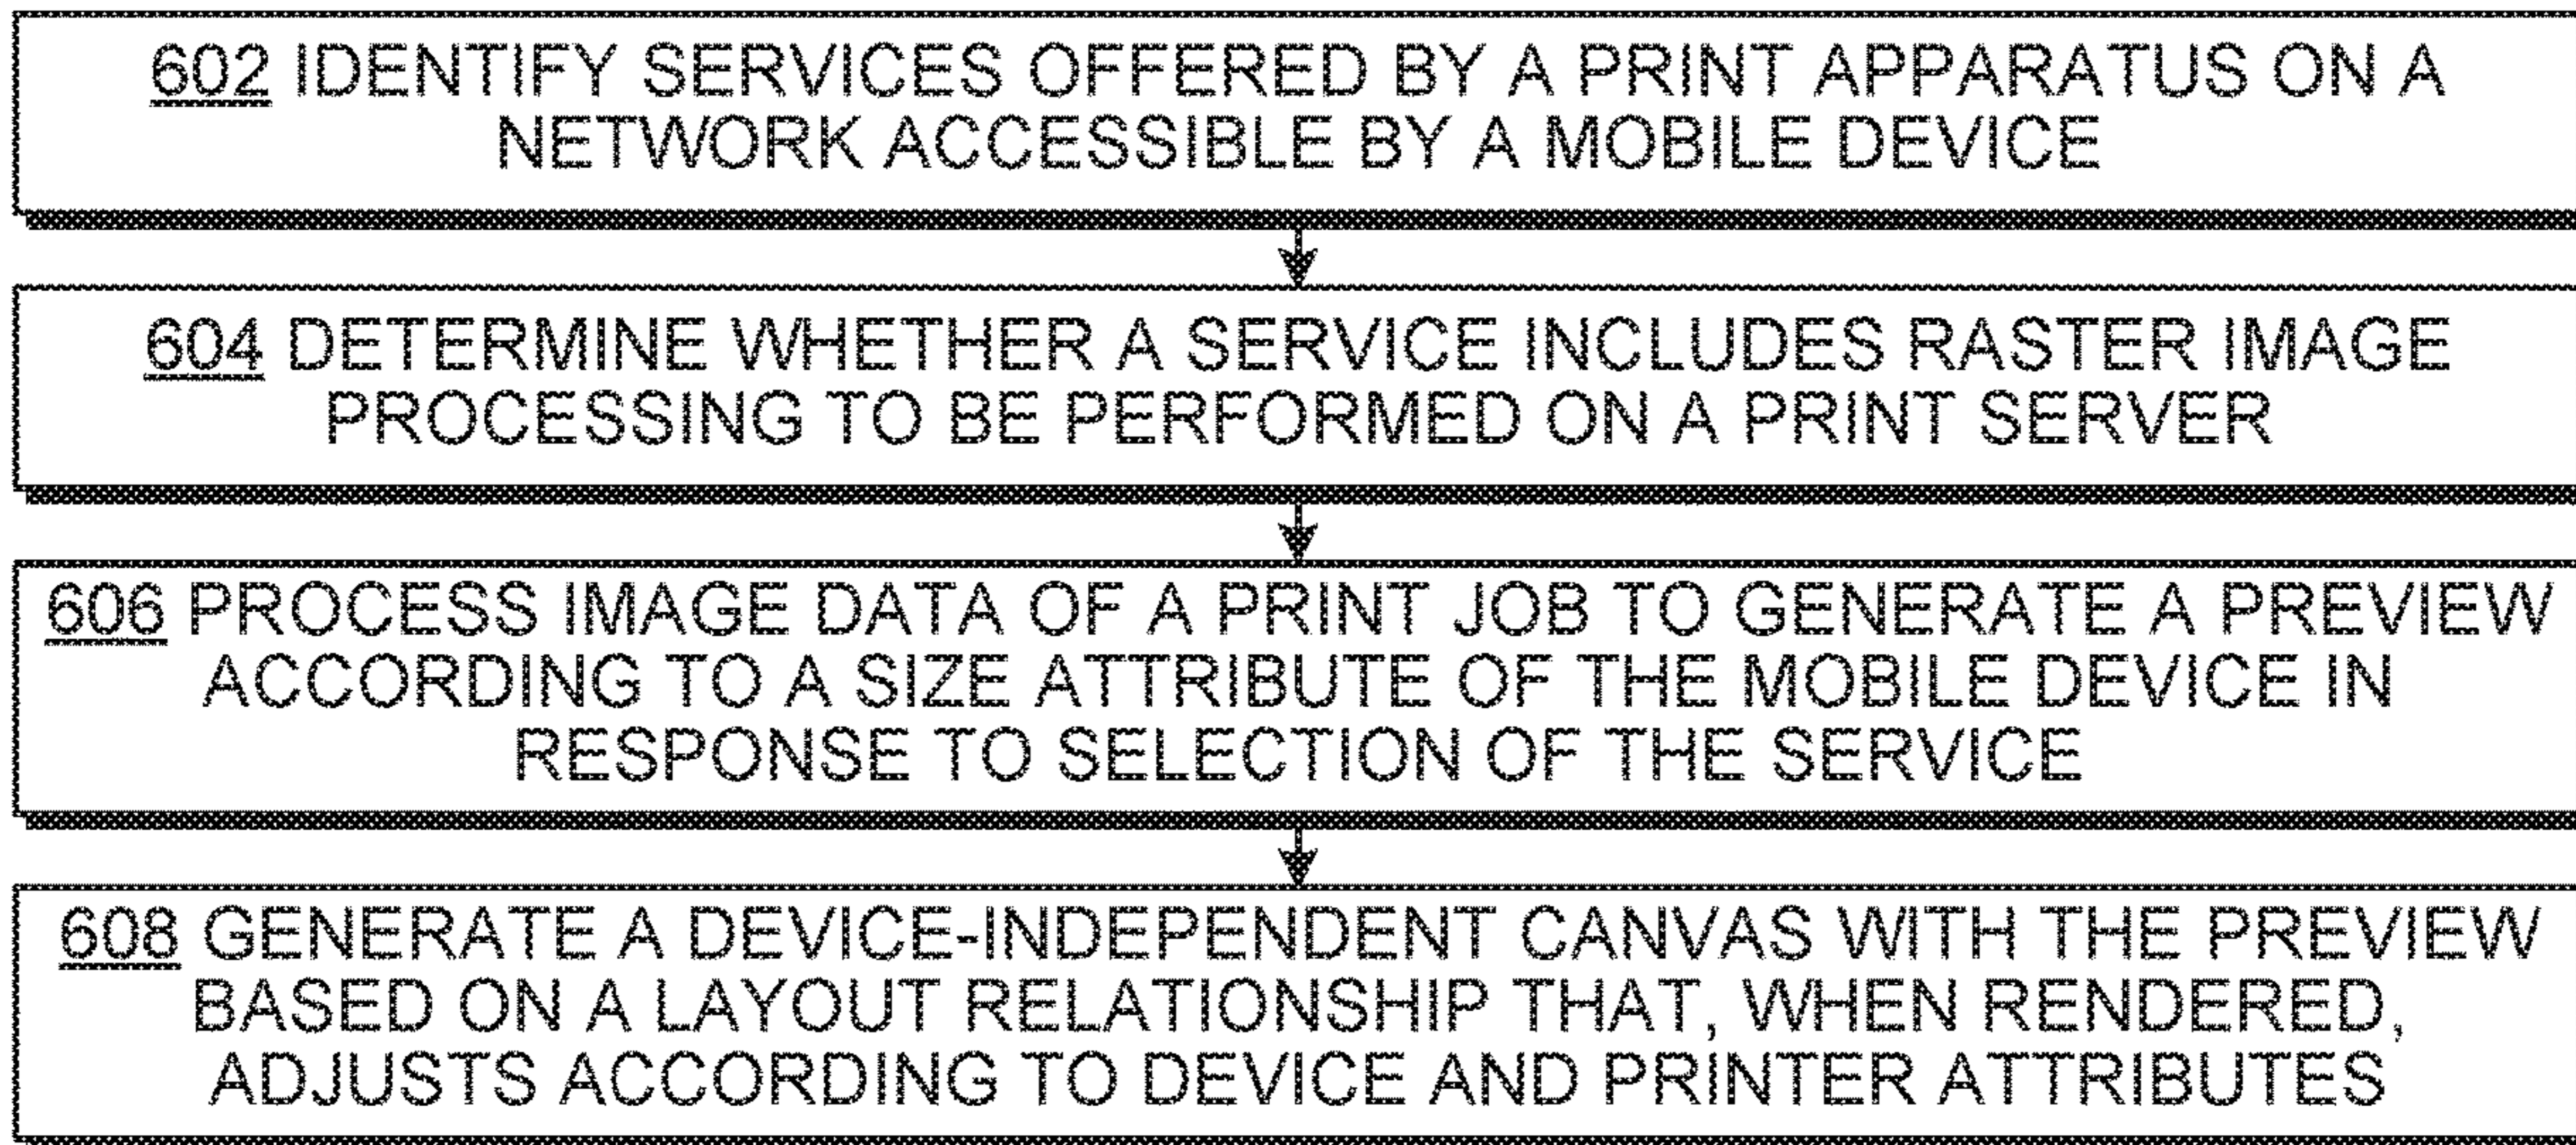 602 IDENTIFY SERVICES OFFERED BY A PRINT APPARATUS ON A
NETWORK ACCESSIBLE BY A MOBILE DEVICE
604 DETERMINE WHETHER A SERVICE INCLUDES RASTER IMAGE
PROCESSING TO BE PERFORMED ON A PRINT SERVER
606 PROCESS IMAGE DATA OF A PRINT JOB TO GENERATE A PREVIEW
ACCORDING TO A SIZE ATTRIBUTE OF THE MOBILE DEVICE IN
RESPONSE TO SELECTION OF THE SERVICE
608 GENERATE A DEVICE-INDEPENDENT CANVAS WITH THE PREVIEW
BASED ON A LAYOUT RELATIONSHIP THAT, WHEN RENDERED,
ADJUSTS ACCORDING TO DEVICE AND PRINTER ATTRIBUTES